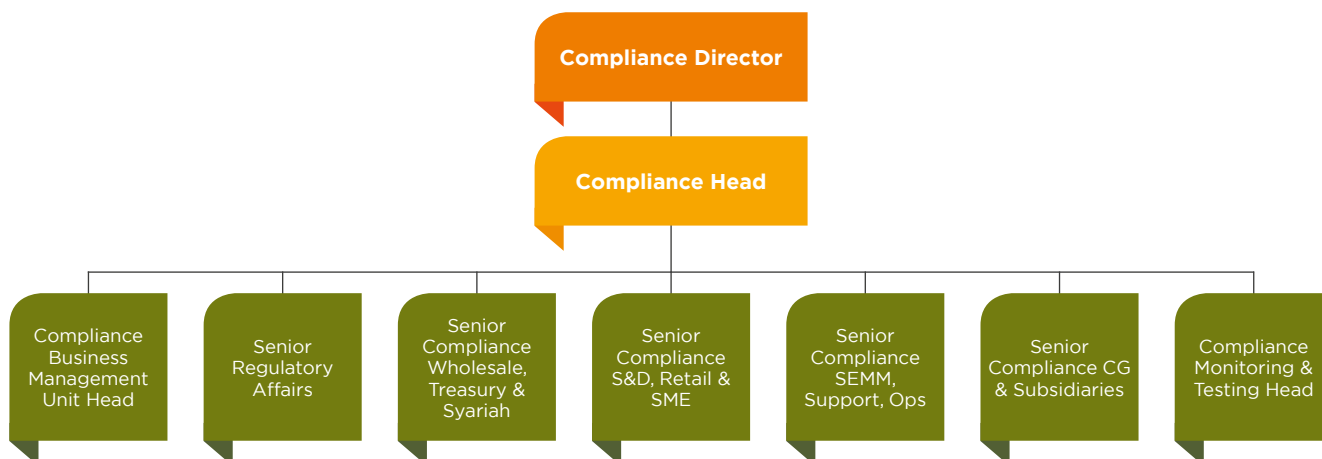 Compliance Director
Compliance Head
Compliance
Business
Management
Unit Head
Senior
Regulatory
Affairs
Senior
Compliance
Wholesale,
Treasury &
Syariah
Senior
Compliance
S&D, Retail &
SME
Senior
Compliance
SEMM,
Support, Ops
Senior
Compliance CG
& Subsidiaries
Compliance
Monitoring &
Testing Head